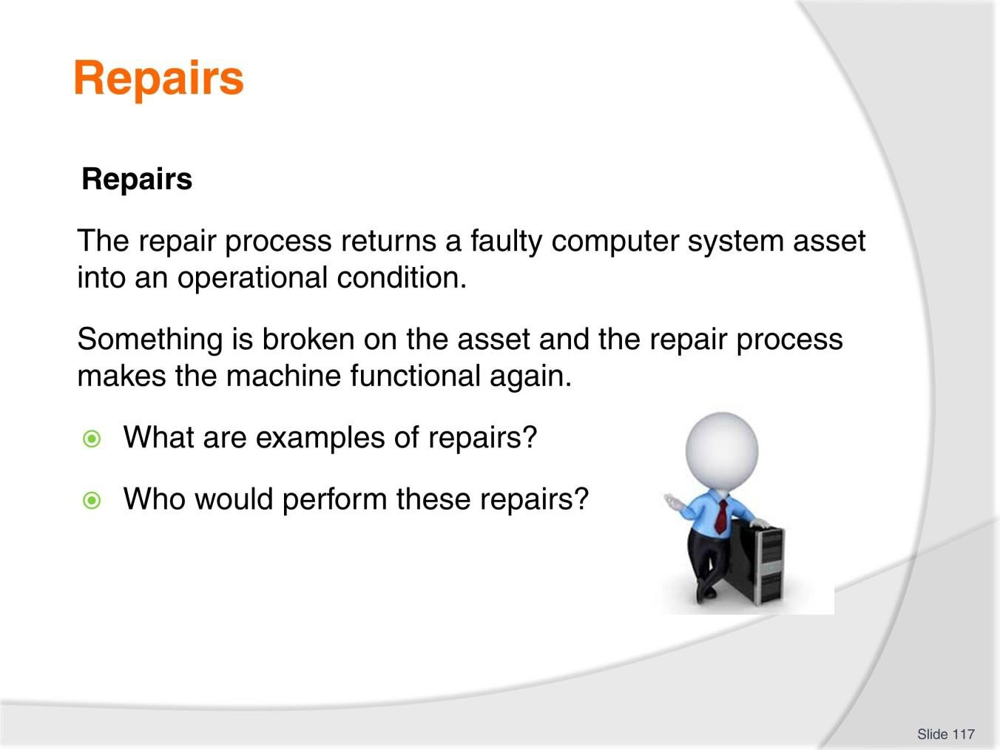 Repairs
Repairs
The repair process returns a faulty computer system asset
into an operational condition.
Something is broken on the asset and the repair process
makes the machine functional again.
What are examples of repairs?
Who would perform these repairs?
Slide 117